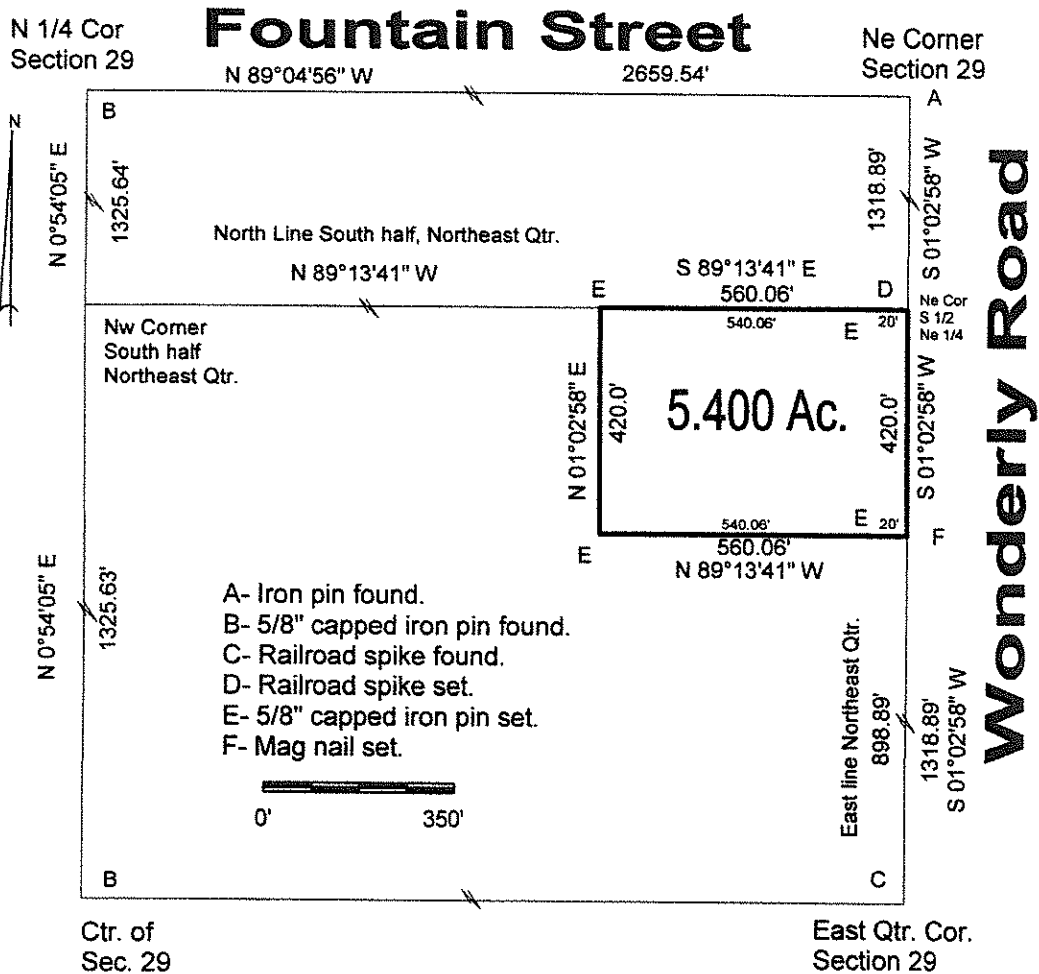 Fountain Street
N 1/4 Cor
Section 29
N 89°04'56" W
2659.54'
Ne Corner
Section 29
N
B
A
N 0°54'05" E
1325.64'
1318.89'
S 01°02'58" W
North Line South half, Northeast Qtr.
N 89°13'41" W
S 89°13'41" E
560.06'
E
D
540.06'
E
20'
Ne Cor
S 1/2
Ne 1/4
Nw Corner
South half
Northeast Qtr.
N 01°02'58" E
420.0'
5.400 Ac.
420.0'
S 01°02'58" W
Wonderly Road
540.06'
E
20'
E
560.06'
N 89°13'41" W
F
N 0°54'05" E
1325.63'
A- Iron pin found.
B- 5/8" capped iron pin found.
C- Railroad spike found.
D- Railroad spike set.
E- 5/8" capped iron pin set.
F- Mag nail set.
0'
350'
East line Northeast Qtr.
898.89'
1318.89'
S 01°02'58" W
B
C
Ctr. of
Sec. 29
East Qtr. Cor.
Section 29